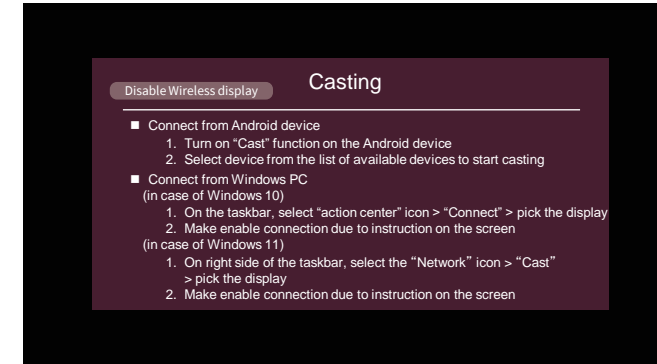 Casting
Disable Wireless display
■ Connect from Android device
1. Turn on “Cast” function on the Android device
2. Select device from the list of available devices to start casting
■ Connect from Windows PC
(in case of Windows 10)
1. On the taskbar, select “action center” icon > “Connect” > pick the display
2. Make enable connection due to instruction on the screen
(in case of Windows 11)
1. On right side of the taskbar, select the “Network” icon > “Cast”
> pick the display
2. Make enable connection due to instruction on the screen